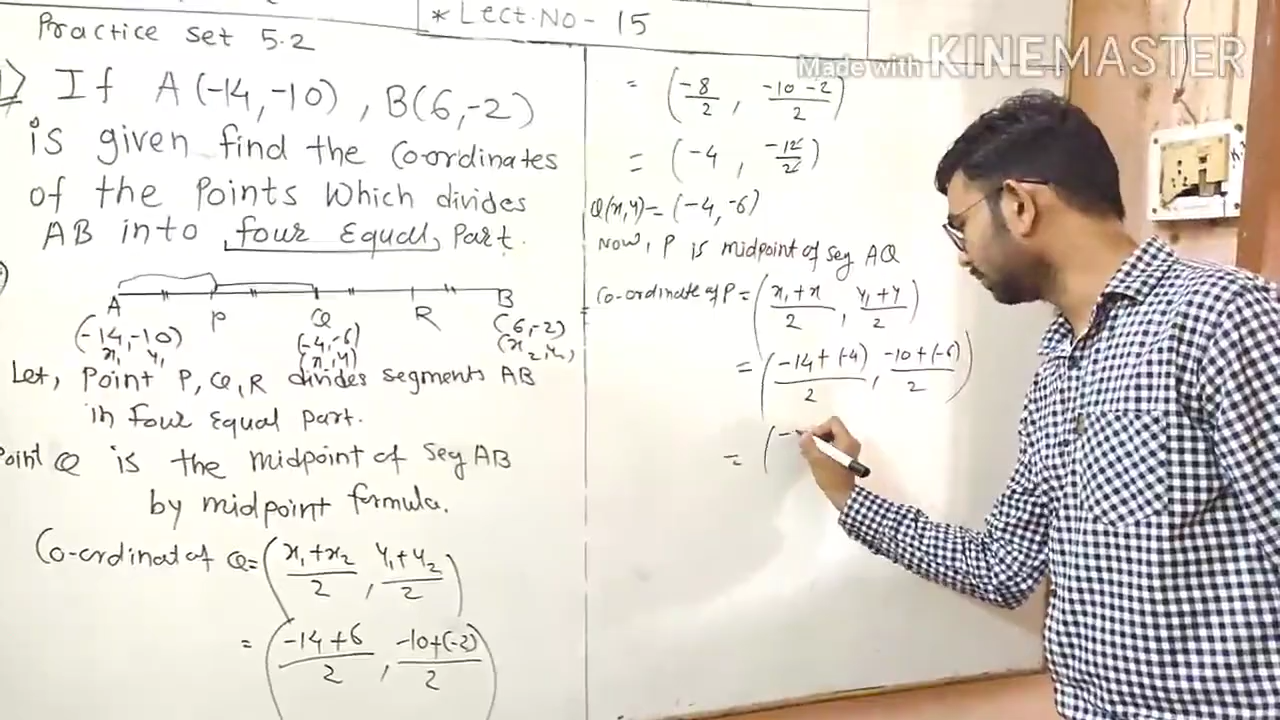 * Lect. No - 15
Made with KINEMASTER
Practice set 5.2
1) If A(-14,-10) , B(6,-2)
is given find the Co-ordinates
of the Points Which divides
AB into four Equal Part.
A P Q R B
(-14,-10) (-4,-6) (6,-2)
x₁ y₁ (x, y) (x₂, y₂)
Let, Point P, Q, R divides segments AB
in four Equal part.
Point Q is the midpoint of Seg AB
by midpoint formula.
Co-ordinat of Q = (x₁+x₂/2 , y₁+y₂/2)
= (-14+6/2 , -10+(-2)/2)
= (-8/2 , -10-2/2)
= (-4 , -12/2)
Q(x,y) = (-4,-6)
Now, P is midpoint of seg AQ
Co-ordinate of P = (x₁+x/2 , y₁+y/2)
= (-14+(-4)/2 , -10+(-6)/2)
= (-